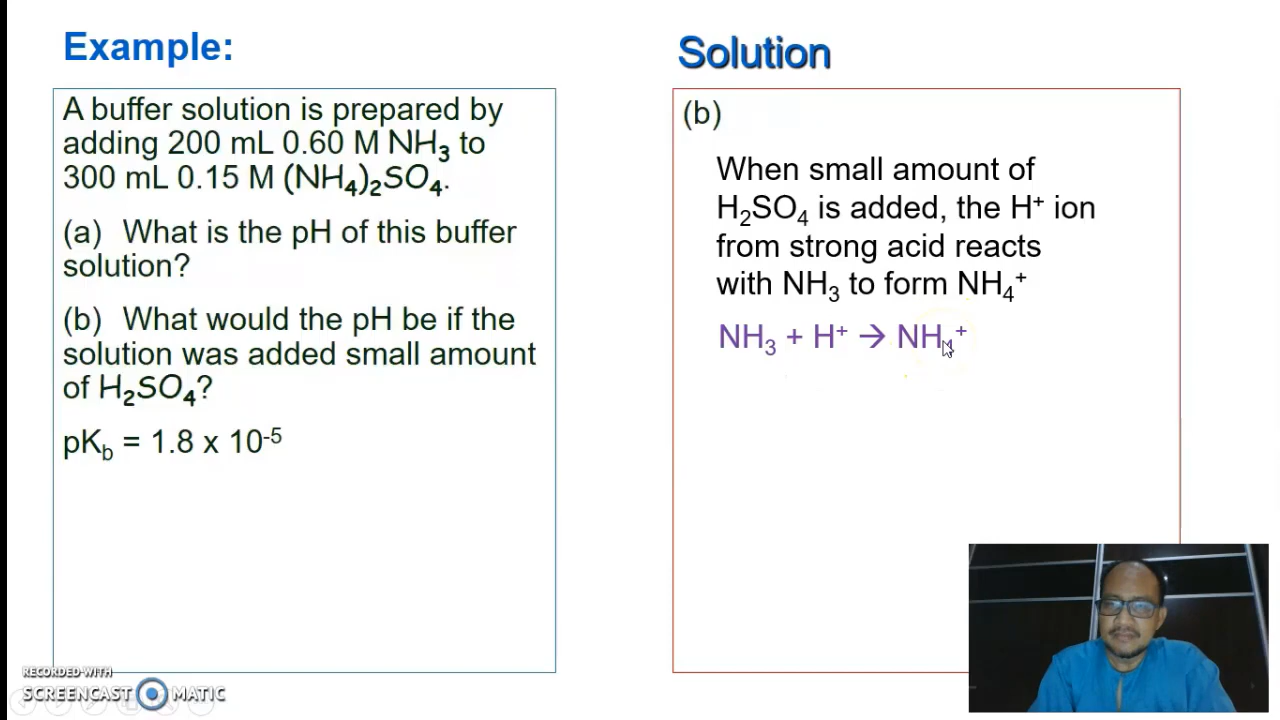 Example:
A buffer solution is prepared by
adding 200 mL 0.60 M NH₃ to
300 mL 0.15 M (NH₄)₂SO₄.
(a) What is the pH of this buffer
solution?
(b) What would the pH be if the
solution was added small amount
of H₂SO₄?
pK_b = 1.8 x 10⁻⁵
Solution
(b)
When small amount of
H₂SO₄ is added, the H⁺ ion
from strong acid reacts
with NH₃ to form NH₄⁺
NH₃ + H⁺ → NH₄⁺
RECORDED WITH
SCREENCAST MATIC